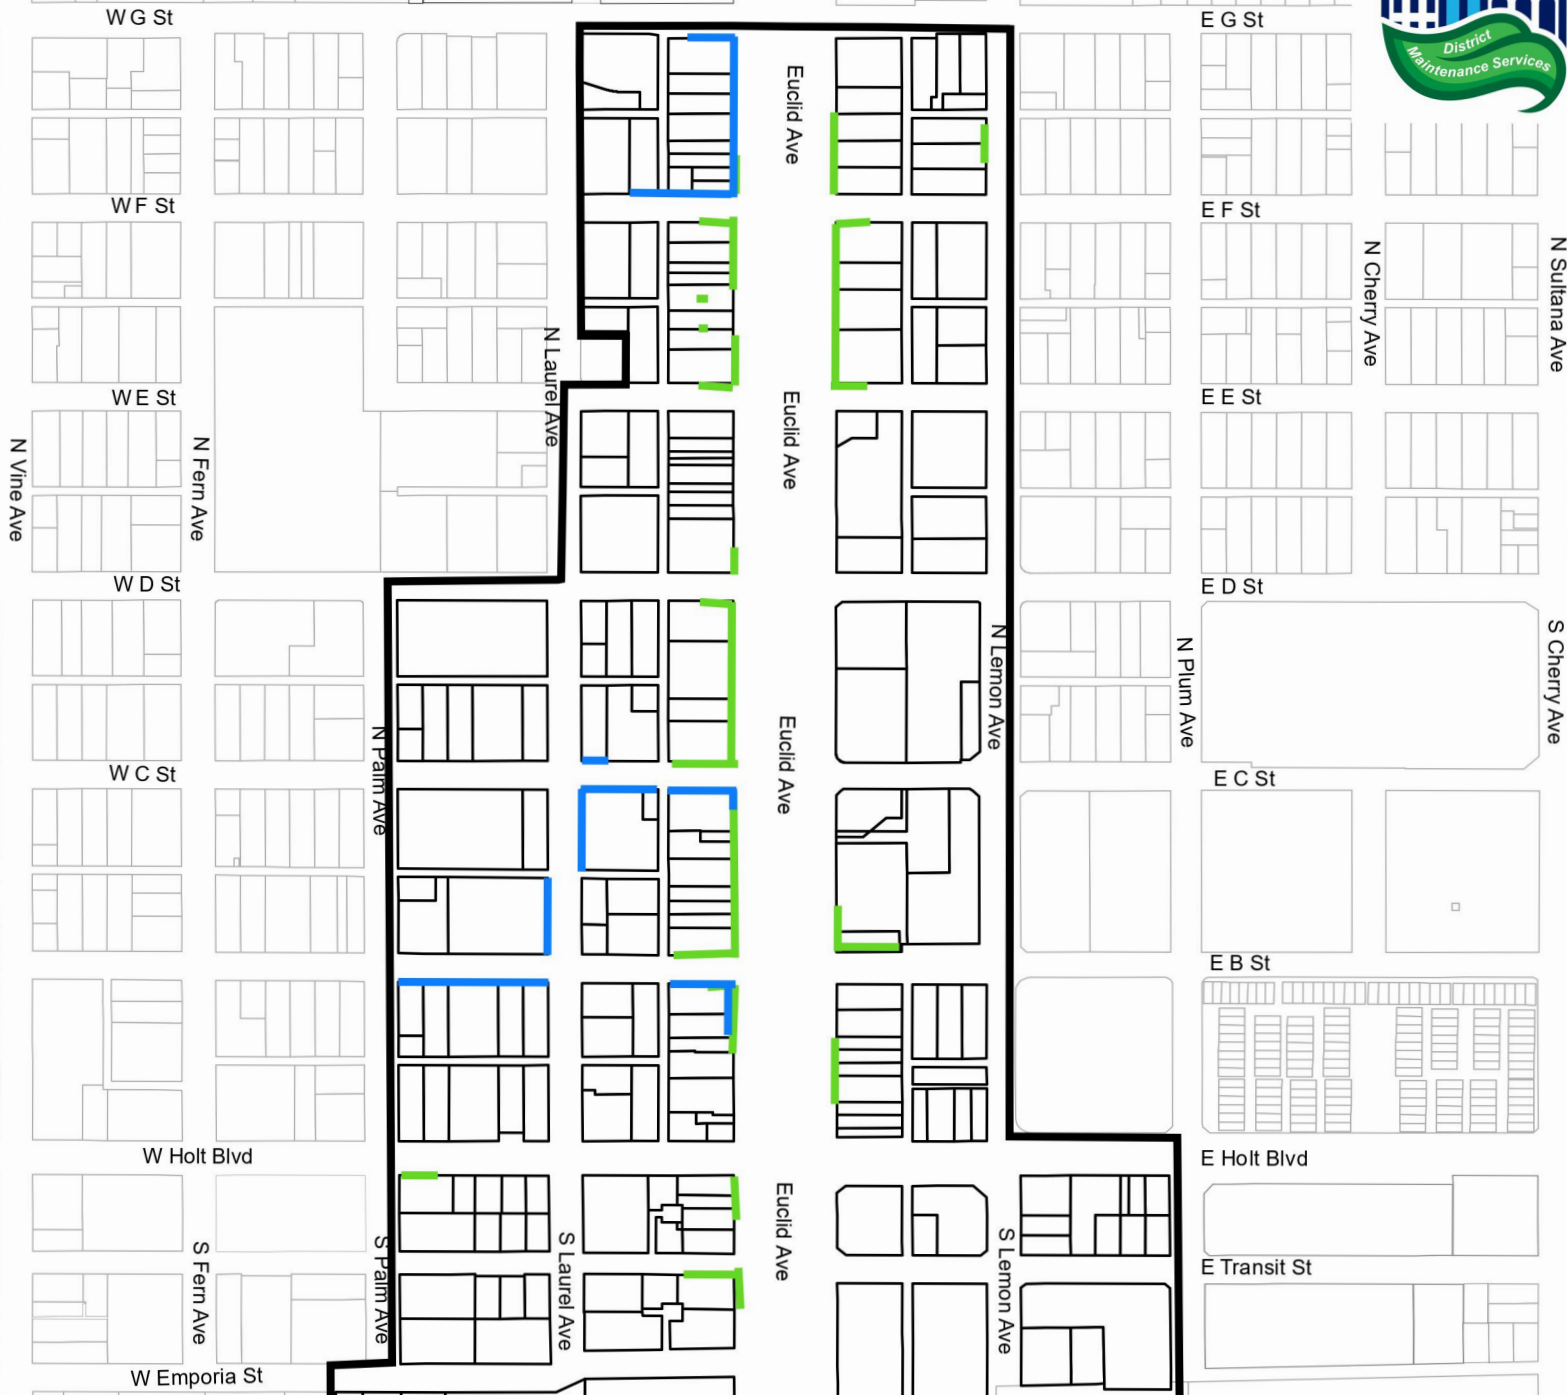 W G St
E G St
District
Maintenance Services
Euclid Ave
W F St
E F St
N Cherry Ave
N Sultana Ave
N Laurel Ave
W E St
E E St
Euclid Ave
N Vine Ave
N Fern Ave
W D St
E D St
N Lemon Ave
N Plum Ave
S Cherry Ave
N Palm Ave
Euclid Ave
W C St
E C St
E B St
W Holt Blvd
E Holt Blvd
Euclid Ave
S Fern Ave
S Palm Ave
S Laurel Ave
S Lemon Ave
E Transit St
W Emporia St